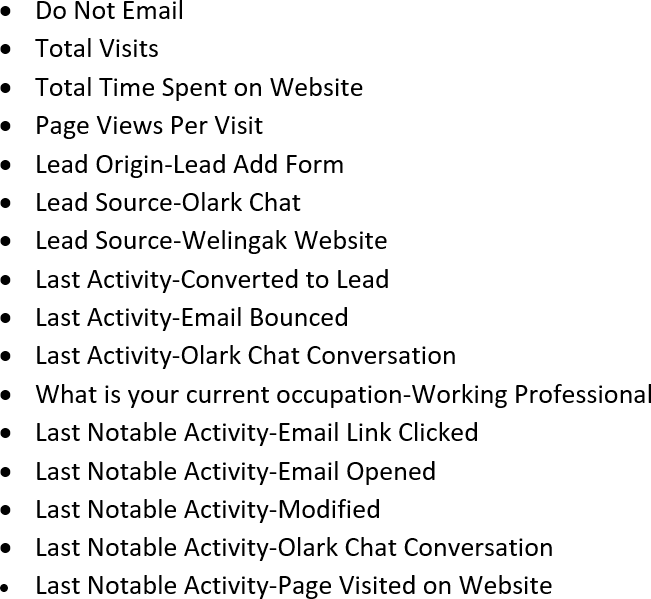 • Do Not Email
• Total Visits
• Total Time Spent on Website
• Page Views Per Visit
• Lead Origin-Lead Add Form
• Lead Source-Olark Chat
• Lead Source-Welingak Website
• Last Activity-Converted to Lead
• Last Activity-Email Bounced
• Last Activity-Olark Chat Conversation
• What is your current occupation-Working Professional
• Last Notable Activity-Email Link Clicked
• Last Notable Activity-Email Opened
• Last Notable Activity-Modified
• Last Notable Activity-Olark Chat Conversation
• Last Notable Activity-Page Visited on Website